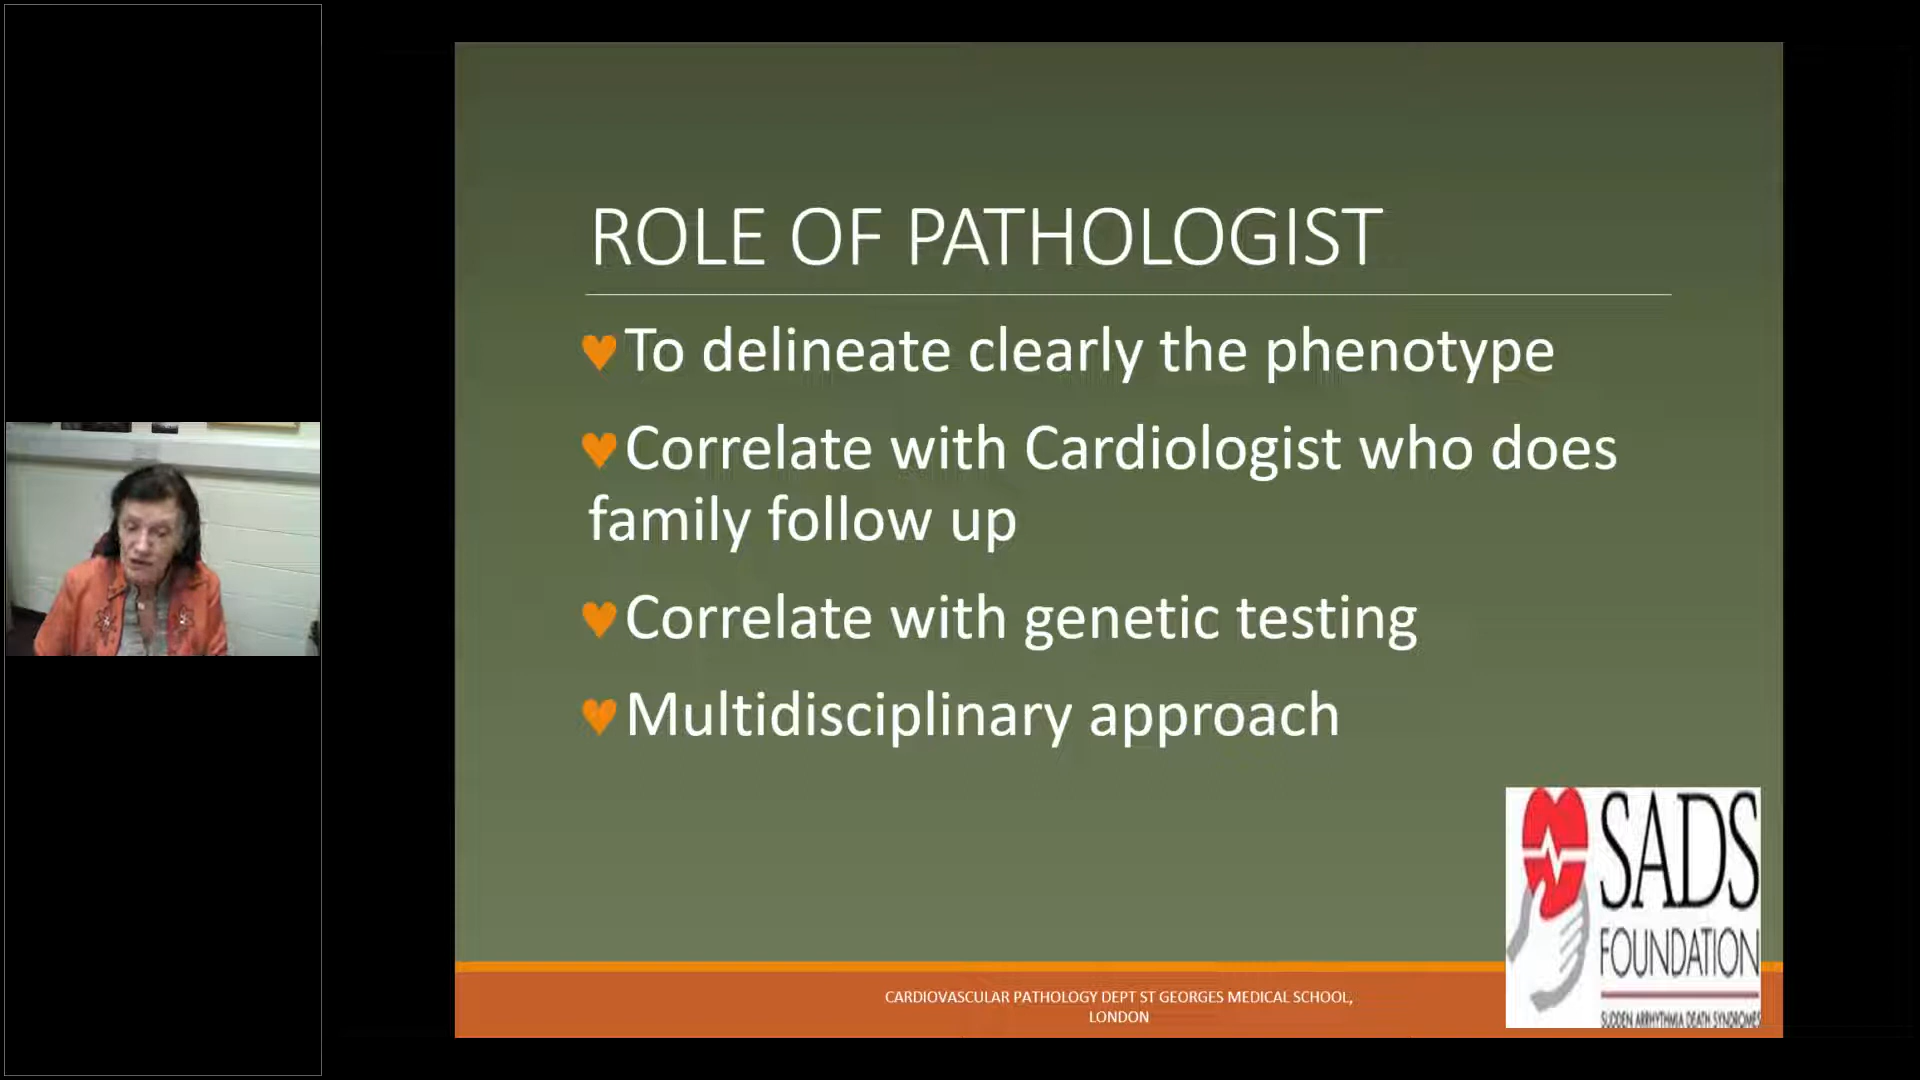 ROLE OF PATHOLOGIST
To delineate clearly the phenotype
Correlate with Cardiologist who does
family follow up
Correlate with genetic testing
Multidisciplinary approach
SADS
FOUNDATION
SUDDEN ARRHYTHMIA DEATH SYNDROMES
CARDIOVASCULAR PATHOLOGY DEPT ST GEORGES MEDICAL SCHOOL,
LONDON